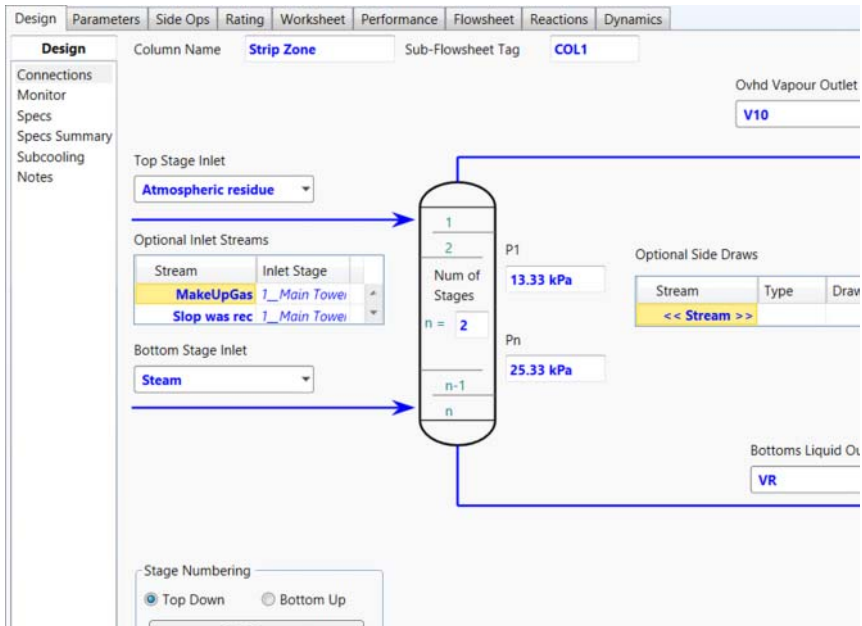 Design Parameters Side Ops Rating Worksheet Performance Flowsheet Reactions Dynamics
Design
Connections
Monitor
Specs
Specs Summary
Subcooling
Notes
Column Name Strip Zone Sub-Flowsheet Tag COL1
Ovhd Vapour Outlet
V10
Top Stage Inlet
Atmospheric residue
Optional Inlet Streams
Stream Inlet Stage
MakeUpGas 1__Main Tower
Slop was rec 1__Main Tower
Bottom Stage Inlet
Steam
1
2
Num of
Stages
n = 2
n-1
n
P1
13.33 kPa
Pn
25.33 kPa
Optional Side Draws
Stream Type Draw
<< Stream >>
Bottoms Liquid Ou
VR
Stage Numbering
Top Down Bottom Up